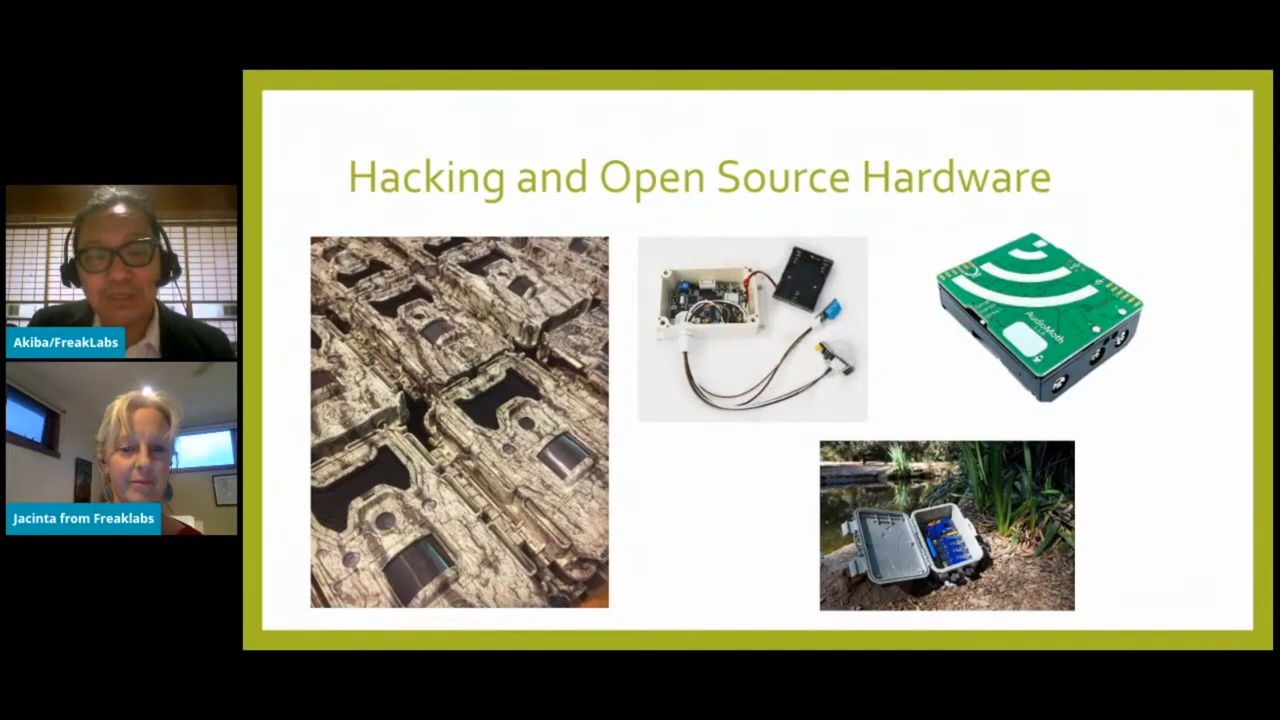 Hacking and Open Source Hardware
AudioMoth
Akiba/FreakLabs
Jacinta from Freaklabs